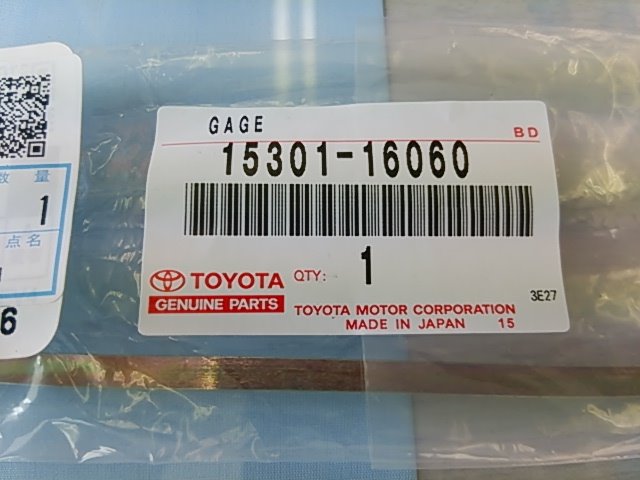 GAGE
BD
15301-16060
数 量
1
点名
6
QTY: 1
TOYOTA
GENUINE PARTS
3E27
TOYOTA MOTOR CORPORATION
MADE IN JAPAN 15